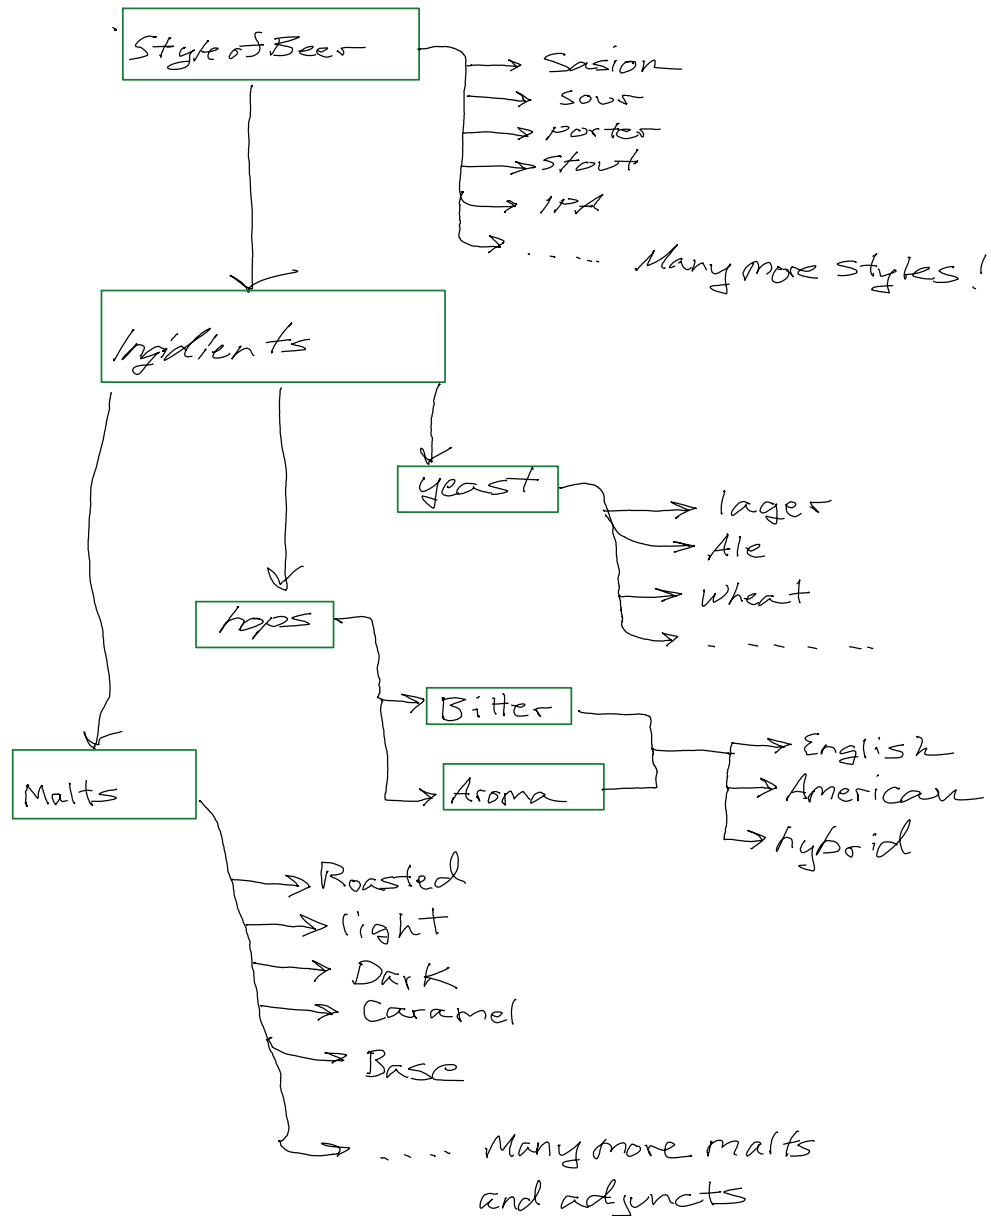 Style of Beer
Sasion
sour
porter
stout
IPA
. - -- Many more styles!
Ingidients
yeast
lager
Ale
wheat
- - - - --
hops
Bitter
Aroma
English
American
hybrid
Malts
Roasted
light
Dark
Caramel
Base
- - - -- Many more malts
and adjuncts